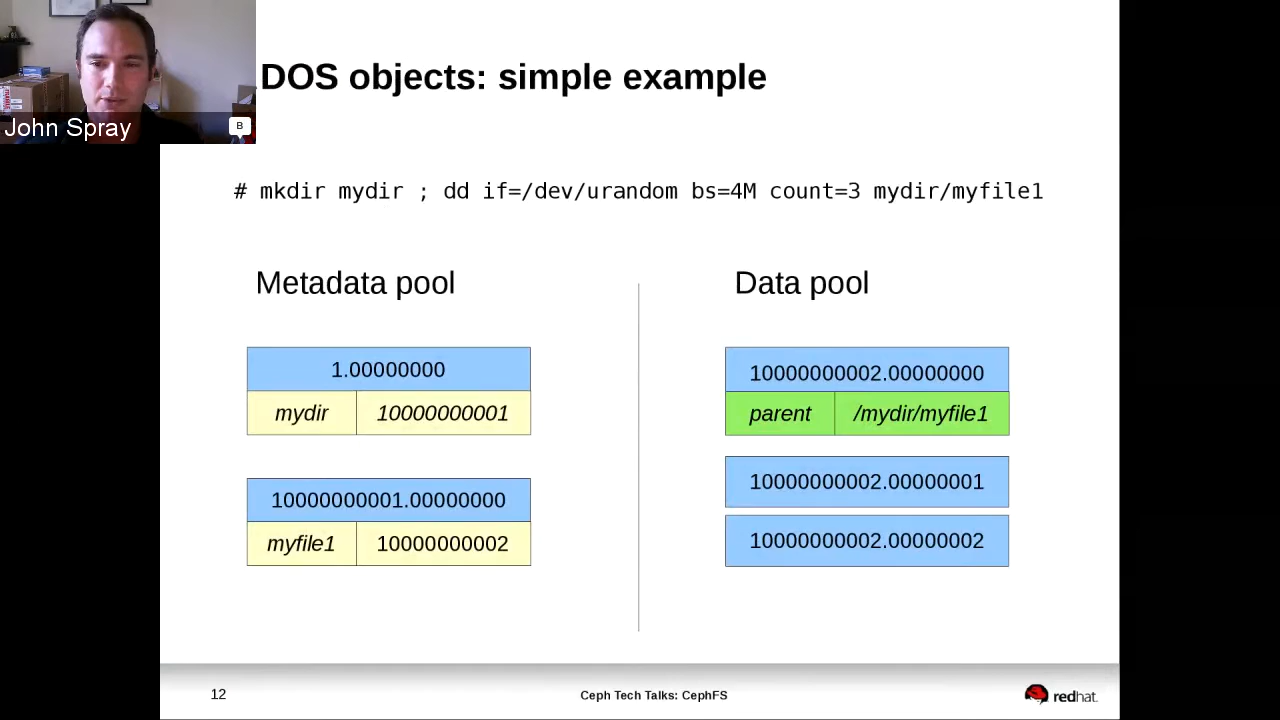 DOS objects: simple example
John Spray
B
# mkdir mydir ; dd if=/dev/urandom bs=4M count=3 mydir/myfile1
Metadata pool
Data pool
1.00000000
mydir 10000000001
10000000001.00000000
myfile1 10000000002
10000000002.00000000
parent /mydir/myfile1
10000000002.00000001
10000000002.00000002
12
Ceph Tech Talks: CephFS
redhat.